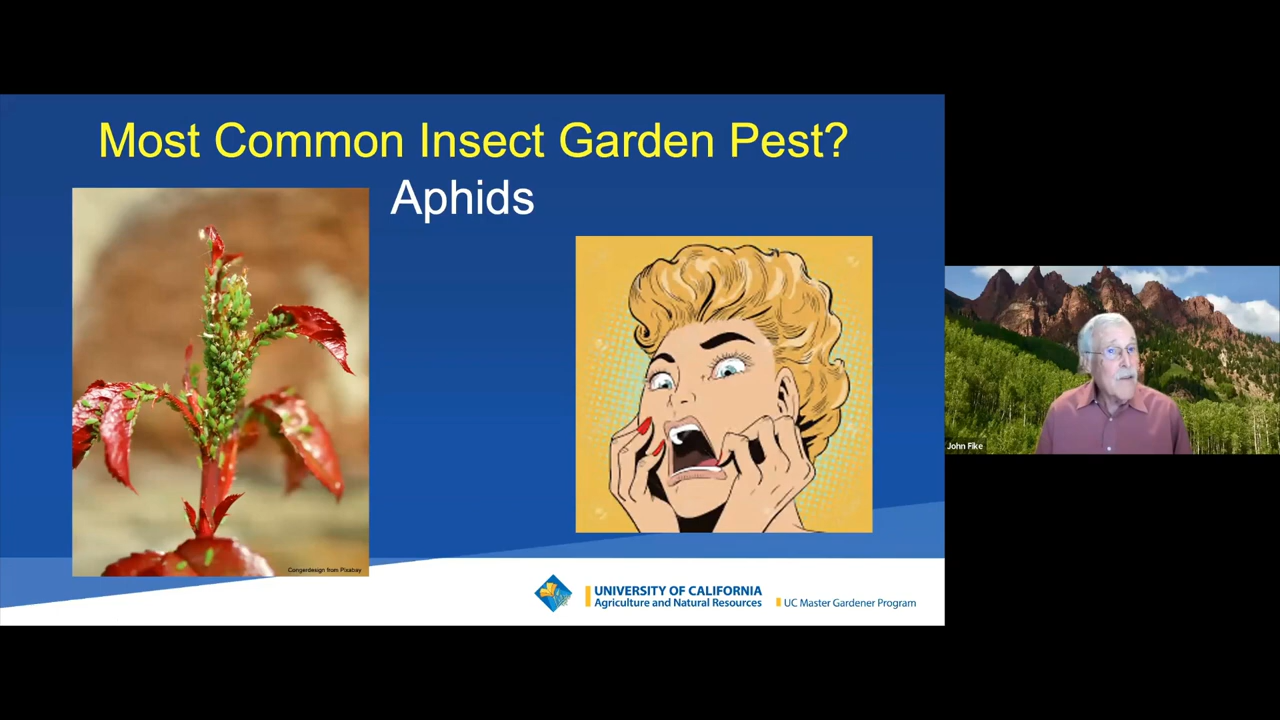 Most Common Insect Garden Pest?
Aphids
Congerdesign from Pixabay
UNIVERSITY OF CALIFORNIA
Agriculture and Natural Resources
UC Master Gardener Program
John Fike